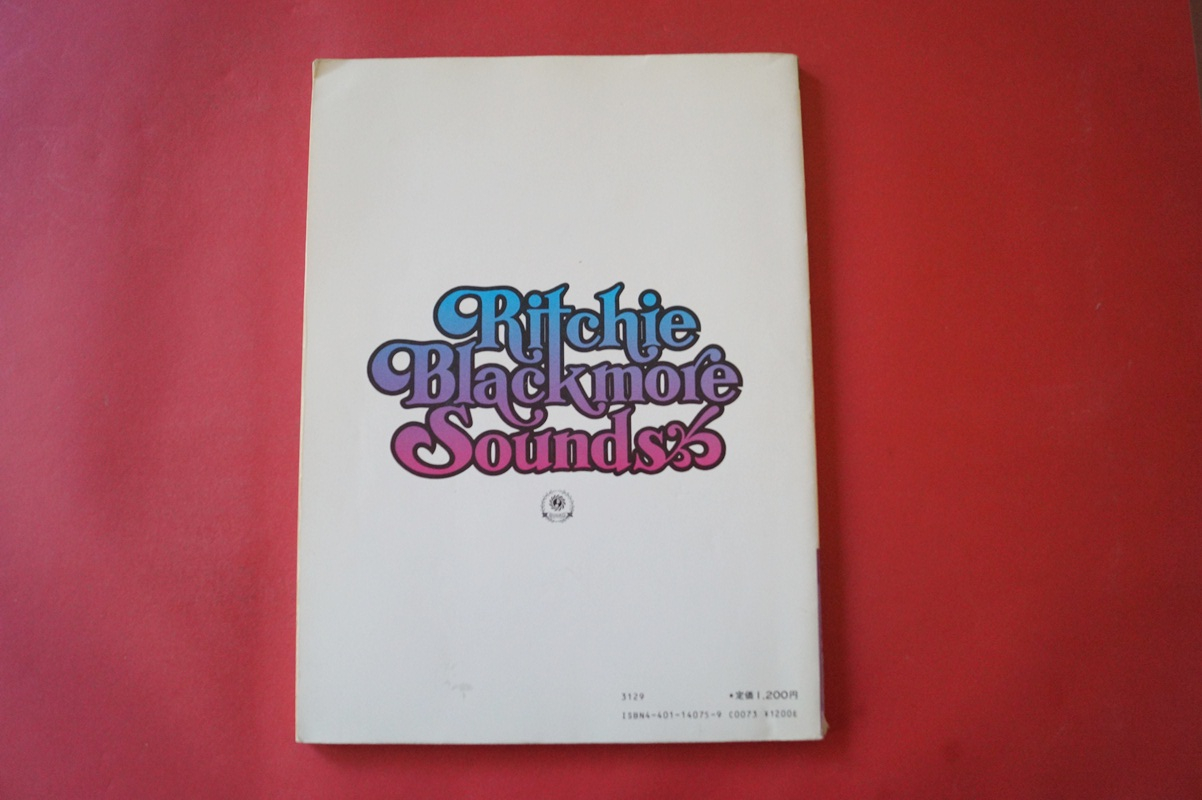 Ritchie
Blackmore
Sounds
3129
•定価1,200円
ISBN4-401-14075-9 C0073 ¥1200E